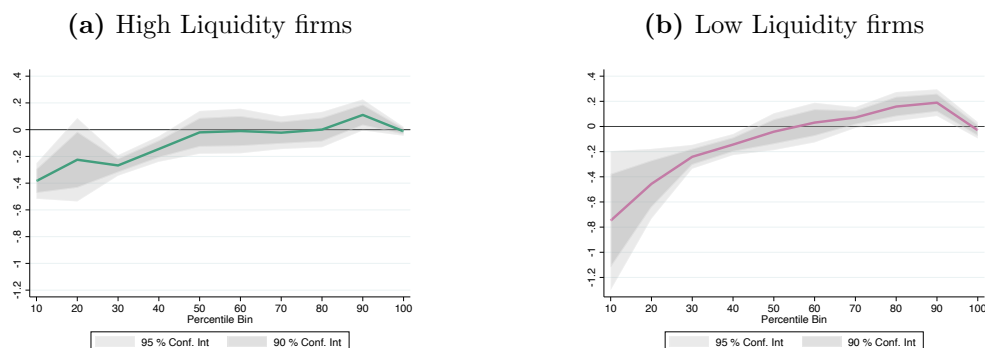 (a) High Liquidity firms
.4
.2
0
-.2
-.4
-.6
-.8
-1
-1.2
10 20 30 40 50 60 70 80 90 100
Percentile Bin
95 % Conf. Int 90 % Conf. Int
(b) Low Liquidity firms
.4
.2
0
-.2
-.4
-.6
-.8
-1
-1.2
10 20 30 40 50 60 70 80 90 100
Percentile Bin
95 % Conf. Int 90 % Conf. Int